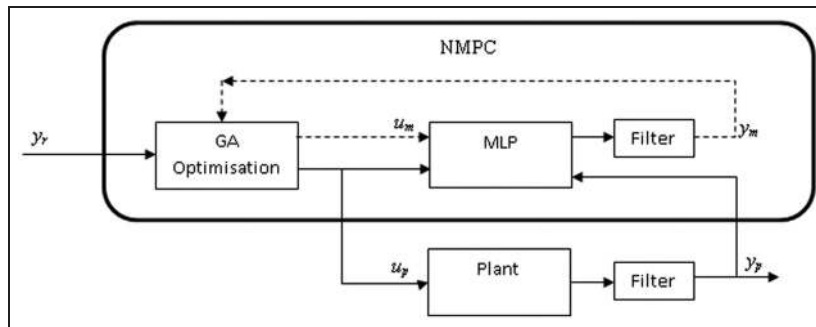 NMPC
y_r
GA
Optimisation
u_m
MLP
Filter
y_m
u_p
Plant
Filter
y_p